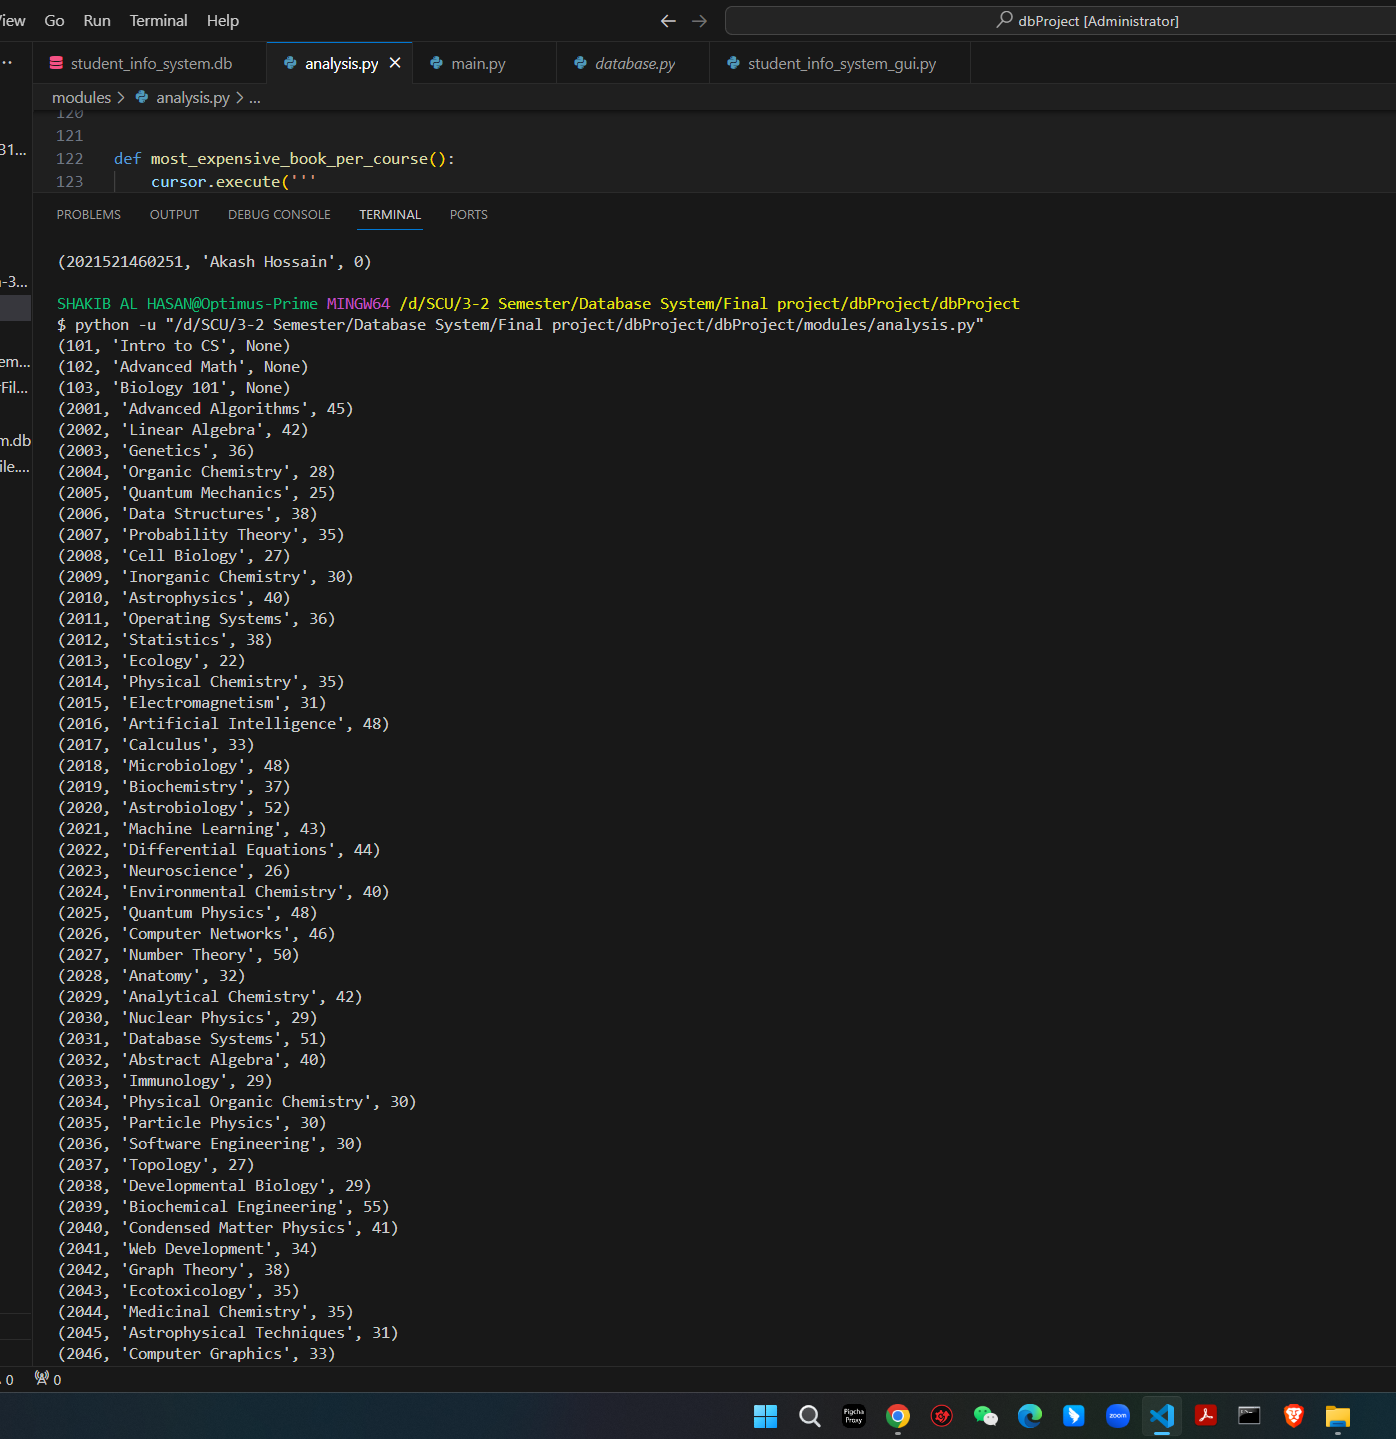 View Go Run Terminal Help
dbProject [Administrator]
student_info_system.db analysis.py main.py database.py student_info_system_gui.py
modules > analysis.py > ...
120
121
122 def most_expensive_book_per_course():
123 cursor.execute('''
31...
-3...
em...
Fil...
m.db
ile....
PROBLEMS OUTPUT DEBUG CONSOLE TERMINAL PORTS
(2021521460251, 'Akash Hossain', 0)
SHAKIB AL HASAN@Optimus-Prime MINGW64 /d/SCU/3-2 Semester/Database System/Final project/dbProject/dbProject
$ python -u "/d/SCU/3-2 Semester/Database System/Final project/dbProject/dbProject/modules/analysis.py"
(101, 'Intro to CS', None)
(102, 'Advanced Math', None)
(103, 'Biology 101', None)
(2001, 'Advanced Algorithms', 45)
(2002, 'Linear Algebra', 42)
(2003, 'Genetics', 36)
(2004, 'Organic Chemistry', 28)
(2005, 'Quantum Mechanics', 25)
(2006, 'Data Structures', 38)
(2007, 'Probability Theory', 35)
(2008, 'Cell Biology', 27)
(2009, 'Inorganic Chemistry', 30)
(2010, 'Astrophysics', 40)
(2011, 'Operating Systems', 36)
(2012, 'Statistics', 38)
(2013, 'Ecology', 22)
(2014, 'Physical Chemistry', 35)
(2015, 'Electromagnetism', 31)
(2016, 'Artificial Intelligence', 48)
(2017, 'Calculus', 33)
(2018, 'Microbiology', 48)
(2019, 'Biochemistry', 37)
(2020, 'Astrobiology', 52)
(2021, 'Machine Learning', 43)
(2022, 'Differential Equations', 44)
(2023, 'Neuroscience', 26)
(2024, 'Environmental Chemistry', 40)
(2025, 'Quantum Physics', 48)
(2026, 'Computer Networks', 46)
(2027, 'Number Theory', 50)
(2028, 'Anatomy', 32)
(2029, 'Analytical Chemistry', 42)
(2030, 'Nuclear Physics', 29)
(2031, 'Database Systems', 51)
(2032, 'Abstract Algebra', 40)
(2033, 'Immunology', 29)
(2034, 'Physical Organic Chemistry', 30)
(2035, 'Particle Physics', 30)
(2036, 'Software Engineering', 30)
(2037, 'Topology', 27)
(2038, 'Developmental Biology', 29)
(2039, 'Biochemical Engineering', 55)
(2040, 'Condensed Matter Physics', 41)
(2041, 'Web Development', 34)
(2042, 'Graph Theory', 38)
(2043, 'Ecotoxicology', 35)
(2044, 'Medicinal Chemistry', 35)
(2045, 'Astrophysical Techniques', 31)
(2046, 'Computer Graphics', 33)
0 0
Figcha Proxy
zoom